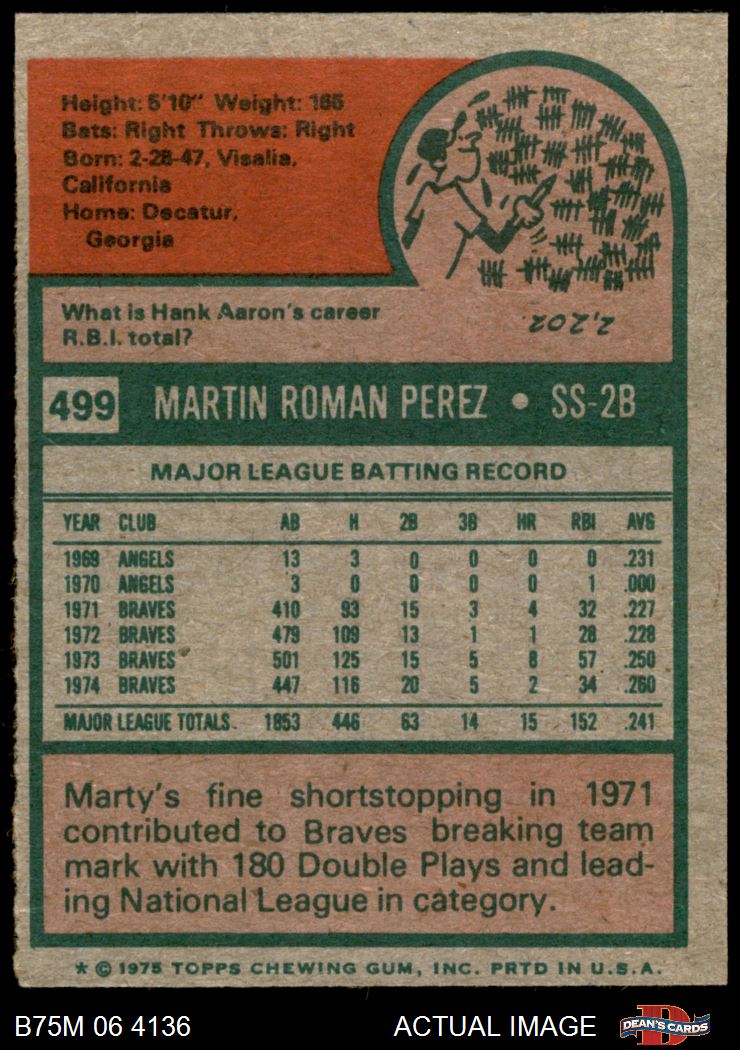 Height: 5'10" Weight: 165
Bats: Right Throws: Right
Born: 2-28-47, Visalia,
California
Home: Decatur,
Georgia
What is Hank Aaron's career
R.B.I. total?
2,202
499 MARTIN ROMAN PEREZ • SS-2B
MAJOR LEAGUE BATTING RECORD
YEAR CLUB AB H 2B 3B HR RBI AVG
1969 ANGELS 13 3 0 0 0 0 .231
1970 ANGELS 3 0 0 0 0 1 .000
1971 BRAVES 410 93 15 3 4 32 .227
1972 BRAVES 479 109 13 1 1 28 .228
1973 BRAVES 501 125 15 5 8 57 .250
1974 BRAVES 447 116 20 5 2 34 .260
MAJOR LEAGUE TOTALS 1853 446 63 14 15 152 .241
Marty's fine shortstopping in 1971
contributed to Braves breaking team
mark with 180 Double Plays and lead-
ing National League in category.
* © 1975 TOPPS CHEWING GUM, INC. PRTD IN U.S.A.
B75M 06 4136 ACTUAL IMAGE D DEAN'S CARDS